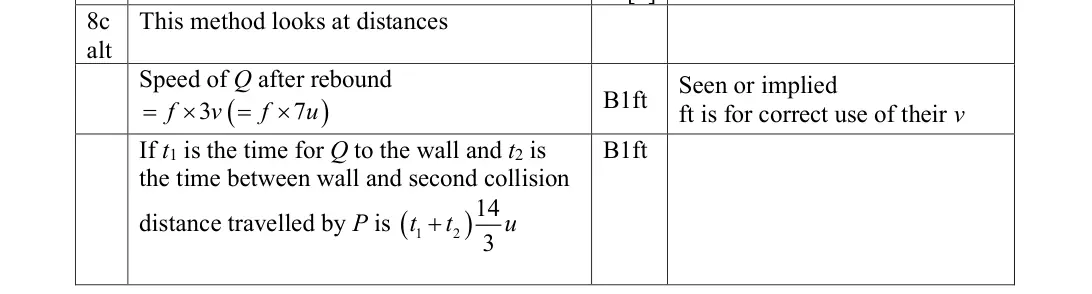 8c This method looks at distances
alt
Speed of Q after rebound
= f × 3v (= f × 7u)
B1ft
Seen or implied
ft is for correct use of their v
If t₁ is the time for Q to the wall and t₂ is
the time between wall and second collision
distance travelled by P is (t₁ + t₂) 14/3 u
B1ft